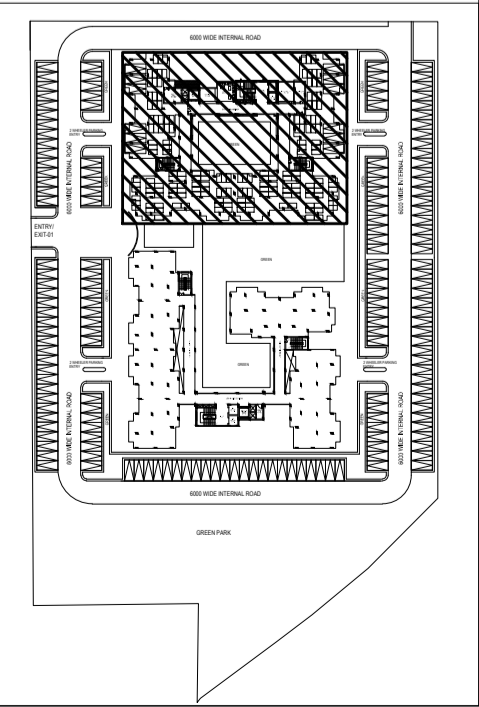 6000 WIDE INTERNAL ROAD
2 WHEELER PARKING
ENTRY
2 WHEELER PARKING
ENTRY
GREEN
6000 WIDE INTERNAL ROAD
6000 WIDE INTERNAL ROAD
ENTRY/
EXIT-01
GREEN
GREEN
2 WHEELER PARKING
ENTRY
2 WHEELER PARKING
ENTRY
6000 WIDE INTERNAL ROAD
6000 WIDE INTERNAL ROAD
6000 WIDE INTERNAL ROAD
GREEN PARK